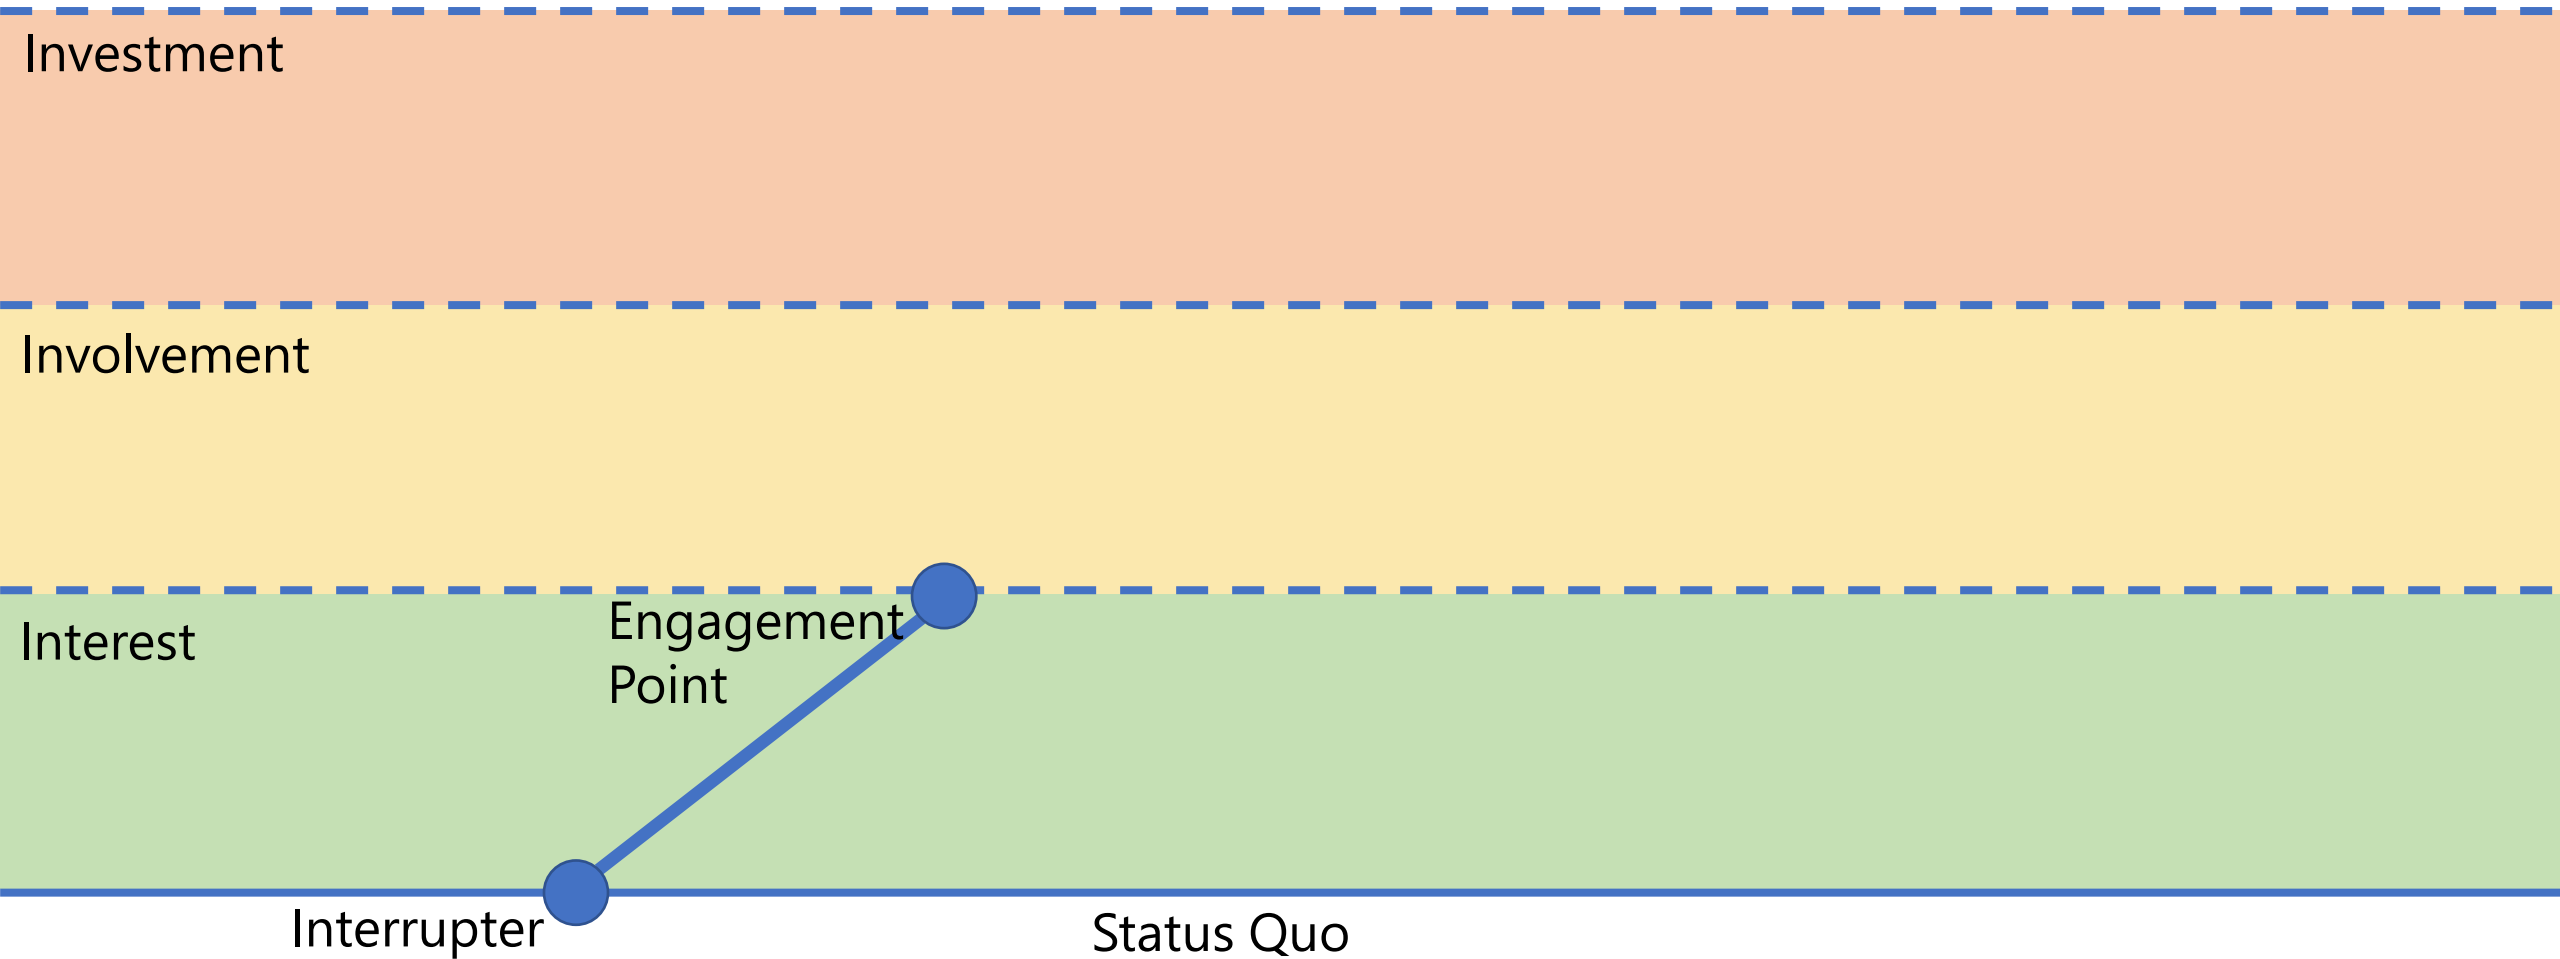 Investment
Involvement
Engagement
Point
Interest
Interrupter
Status Quo